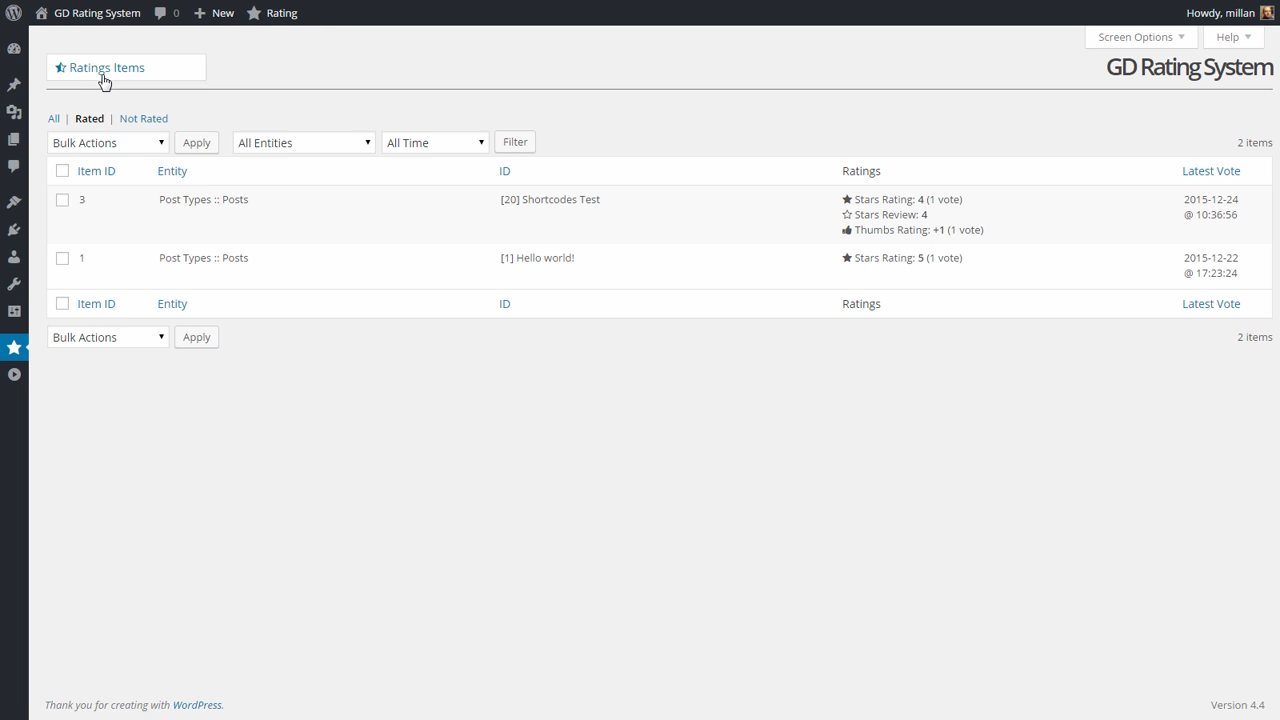 GD Rating System 0 New Rating Howdy, millan
Screen Options Help
Ratings Items GD Rating System
All | Rated | Not Rated
Bulk Actions Apply All Entities All Time Filter 2 items
Item ID Entity ID Ratings Latest Vote
3 Post Types :: Posts [20] Shortcodes Test Stars Rating: 4 (1 vote) 2015-12-24
Stars Review: 4 @ 10:36:56
Thumbs Rating: +1 (1 vote)
1 Post Types :: Posts [1] Hello world! Stars Rating: 5 (1 vote) 2015-12-22
@ 17:23:24
Item ID Entity ID Ratings Latest Vote
Bulk Actions Apply 2 items
Thank you for creating with WordPress. Version 4.4